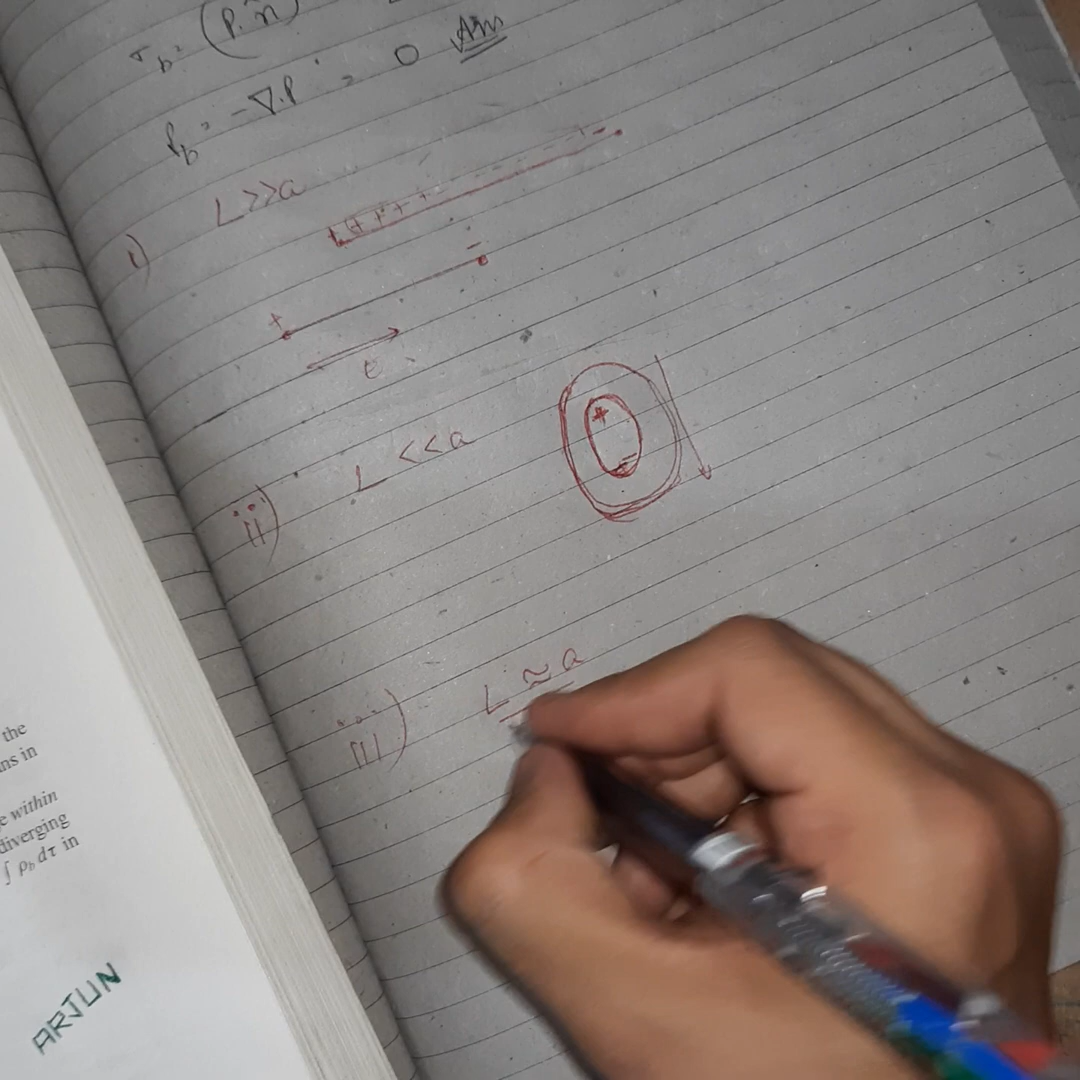 σb = (P.n̂)
ρb = -∇.P = 0 Ans
i) L>>a
+ + + + + - -
+ -
E
ii) L <<a
+ -
iii) L ≈ a
the
ns in
e within
diverging
∫ ρb dτ in
ARJUN